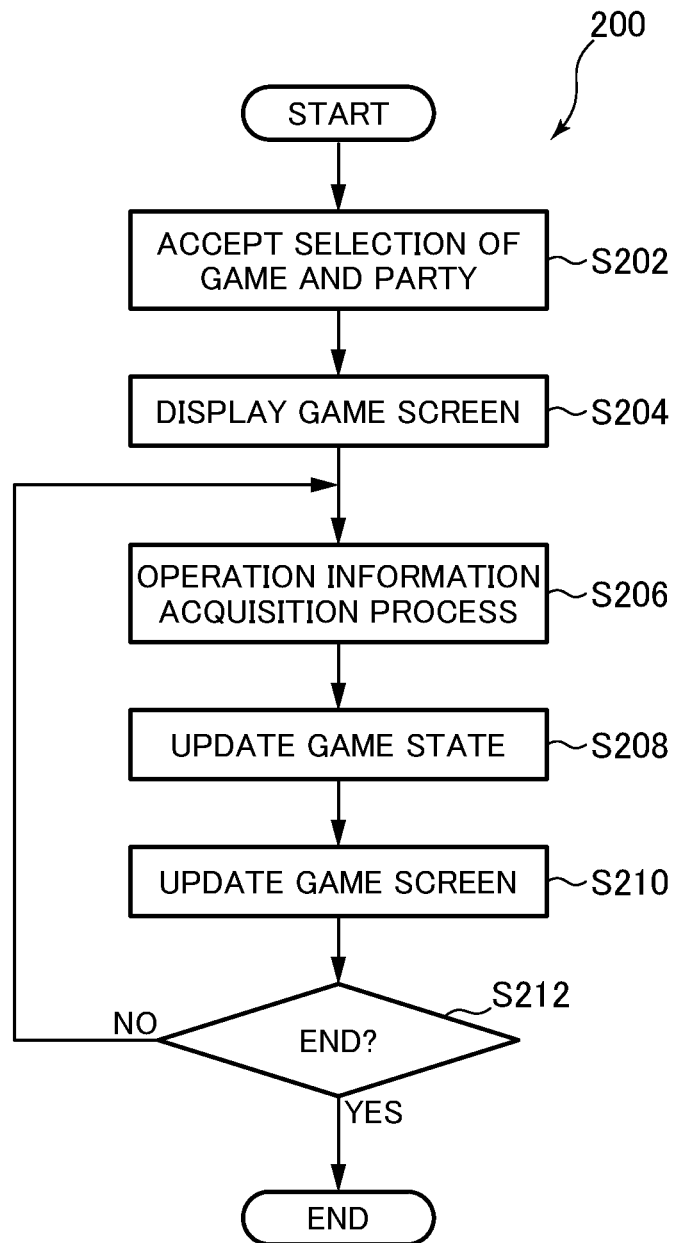 200
START
ACCEPT SELECTION OF
GAME AND PARTY
S202
DISPLAY GAME SCREEN
S204
OPERATION INFORMATION
ACQUISITION PROCESS
S206
UPDATE GAME STATE
S208
UPDATE GAME SCREEN
S210
S212
NO
END?
YES
END